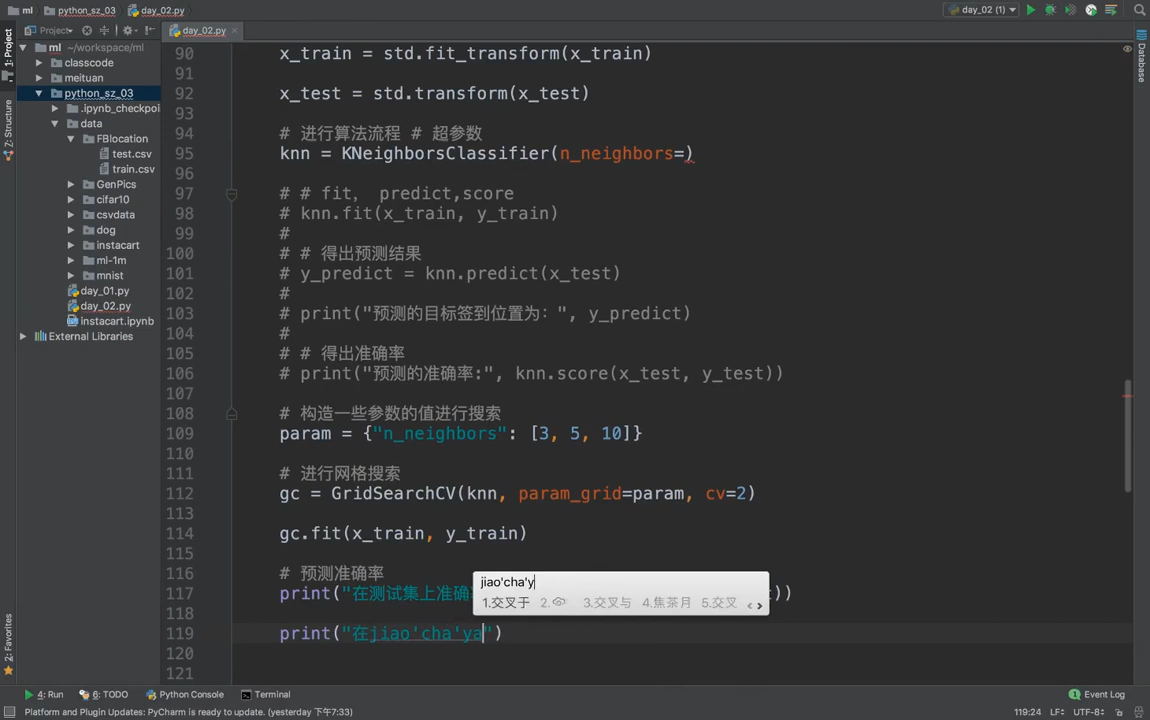 ml python_sz_03 day_02.py
day_02 (1)
Project
day_02.py
1: Project
Z: Structure
2: Favorites
Database
ml ~/workspace/ml
classcode
meituan
python_sz_03
.ipynb_checkpoi
data
FBlocation
test.csv
train.csv
GenPics
cifar10
csvdata
dog
instacart
ml-1m
mnist
day_01.py
day_02.py
instacart.ipynb
External Libraries
90 x_train = std.fit_transform(x_train)
91
92 x_test = std.transform(x_test)
93
94 # 进行算法流程 # 超参数
95 knn = KNeighborsClassifier(n_neighbors=)
96
97 # # fit, predict,score
98 # knn.fit(x_train, y_train)
99 #
100 # # 得出预测结果
101 # y_predict = knn.predict(x_test)
102 #
103 # print("预测的目标签到位置为：", y_predict)
104 #
105 # # 得出准确率
106 # print("预测的准确率:", knn.score(x_test, y_test))
107
108 # 构造一些参数的值进行搜索
109 param = {"n_neighbors": [3, 5, 10]}
110
111 # 进行网格搜索
112 gc = GridSearchCV(knn, param_grid=param, cv=2)
113
114 gc.fit(x_train, y_train)
115
116 # 预测准确率
117 print("在测试集上准确 ))
118
119 print("在jiao'cha'ya")
120
121
jiao'cha'y
1.交叉于 2. 3.交叉与 4.焦茶月 5.交叉 < >
4: Run 6: TODO Python Console Terminal Event Log
Platform and Plugin Updates: PyCharm is ready to update. (yesterday 下午7:33) 119:24 LF÷ UTF-8÷